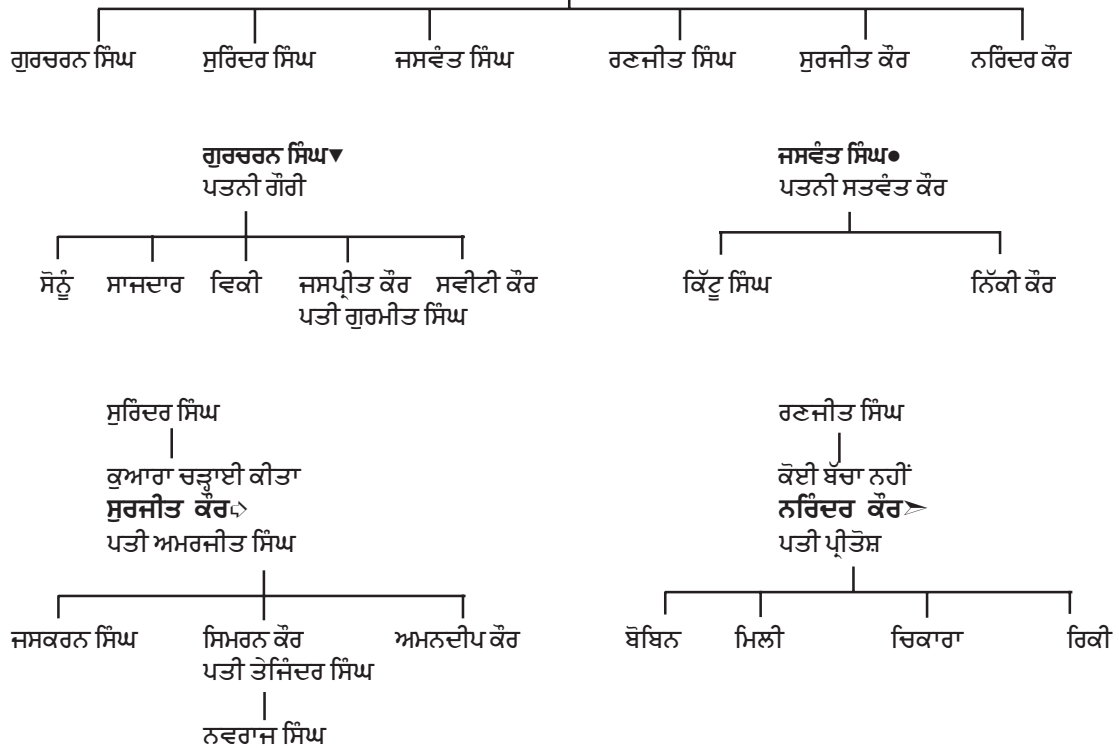 ਗੁਰਚਰਨ ਸਿੰਘ ਸੁਰਿੰਦਰ ਸਿੰਘ ਜਸਵੰਤ ਸਿੰਘ ਰਣਜੀਤ ਸਿੰਘ ਸੁਰਜੀਤ ਕੌਰ ਨਰਿੰਦਰ ਕੌਰ
ਗੁਰਚਰਨ ਸਿੰਘ▼ ਜਸਵੰਤ ਸਿੰਘ●
ਪਤਨੀ ਗੌਰੀ ਪਤਨੀ ਸਤਵੰਤ ਕੌਰ
ਸੋਨੂੰ ਸਾਜਦਾਰ ਵਿਕੀ ਜਸਪ੍ਰੀਤ ਕੌਰ ਸਵੀਟੀ ਕੌਰ ਕਿੱਟੂ ਸਿੰਘ ਨਿੱਕੀ ਕੌਰ
ਪਤੀ ਗੁਰਮੀਤ ਸਿੰਘ
ਸੁਰਿੰਦਰ ਸਿੰਘ ਰਣਜੀਤ ਸਿੰਘ
ਕੁਆਰਾ ਚੜ੍ਹਾਈ ਕੀਤਾ ਕੋਈ ਬੱਚਾ ਨਹੀਂ
ਸੁਰਜੀਤ ਕੌਰ➪ ਨਰਿੰਦਰ ਕੌਰ➢
ਪਤੀ ਅਮਰਜੀਤ ਸਿੰਘ ਪਤੀ ਪ੍ਰੀਤੋਸ਼
ਜਸਕਰਨ ਸਿੰਘ ਸਿਮਰਨ ਕੌਰ ਅਮਨਦੀਪ ਕੌਰ ਬੋਬਿਨ ਮਿਲੀ ਚਿਕਾਰਾ ਰਿਕੀ
ਪਤੀ ਤੇਜਿੰਦਰ ਸਿੰਘ
ਨਵਰਾਜ ਸਿੰਘ